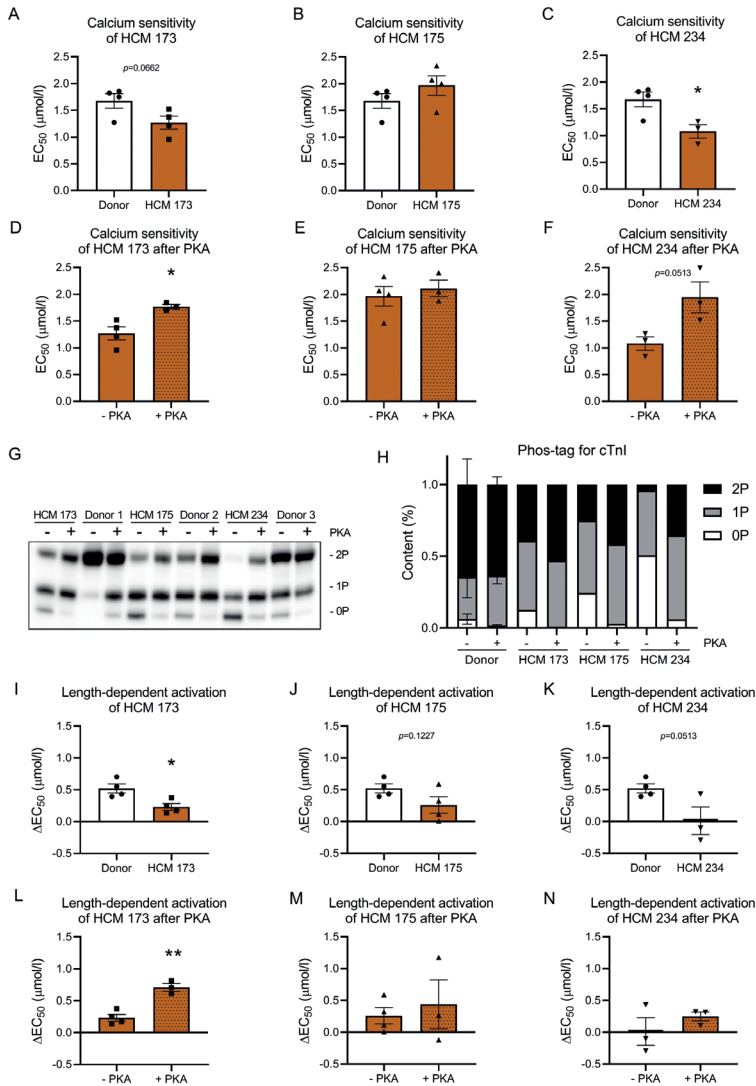 A
Calcium sensitivity
of HCM 173
p=0.0662
EC50 (μmol/l)
2.5
2.0
1.5
1.0
0.5
0.0
Donor HCM 173
B
Calcium sensitivity
of HCM 175
EC50 (μmol/l)
2.5
2.0
1.5
1.0
0.5
0.0
Donor HCM 175
C
Calcium sensitivity
of HCM 234
*
EC50 (μmol/l)
2.5
2.0
1.5
1.0
0.5
0.0
Donor HCM 234
D
Calcium sensitivity
of HCM 173 after PKA
*
EC50 (μmol/l)
2.5
2.0
1.5
1.0
0.5
0.0
- PKA + PKA
E
Calcium sensitivity
of HCM 175 after PKA
EC50 (μmol/l)
2.5
2.0
1.5
1.0
0.5
0.0
- PKA + PKA
F
Calcium sensitivity
of HCM 234 after PKA
p=0.0513
EC50 (μmol/l)
2.5
2.0
1.5
1.0
0.5
0.0
- PKA + PKA
G
HCM 173 Donor 1 HCM 175 Donor 2 HCM 234 Donor 3
- + - + - + - + - + - + PKA
- 2P
- 1P
- 0P
H
Phos-tag for cTnI
Content (%)
1.0
0.5
0.0
2P
1P
0P
- + - + - + - + PKA
Donor HCM 173 HCM 175 HCM 234
I
Length-dependent activation
of HCM 173
*
ΔEC50 (μmol/l)
1.0
0.5
0.0
-0.5
Donor HCM 173
J
Length-dependent activation
of HCM 175
p=0.1227
ΔEC50 (μmol/l)
1.0
0.5
0.0
-0.5
Donor HCM 175
K
Length-dependent activation
of HCM 234
p=0.0513
ΔEC50 (μmol/l)
1.0
0.5
0.0
-0.5
Donor HCM 234
L
Length-dependent activation
of HCM 173 after PKA
**
ΔEC50 (μmol/l)
1.5
1.0
0.5
0.0
-0.5
- PKA + PKA
M
Length-dependent activation
of HCM 175 after PKA
ΔEC50 (μmol/l)
1.5
1.0
0.5
0.0
-0.5
- PKA + PKA
N
Length-dependent activation
of HCM 234 after PKA
ΔEC50 (μmol/l)
1.5
1.0
0.5
0.0
-0.5
- PKA + PKA